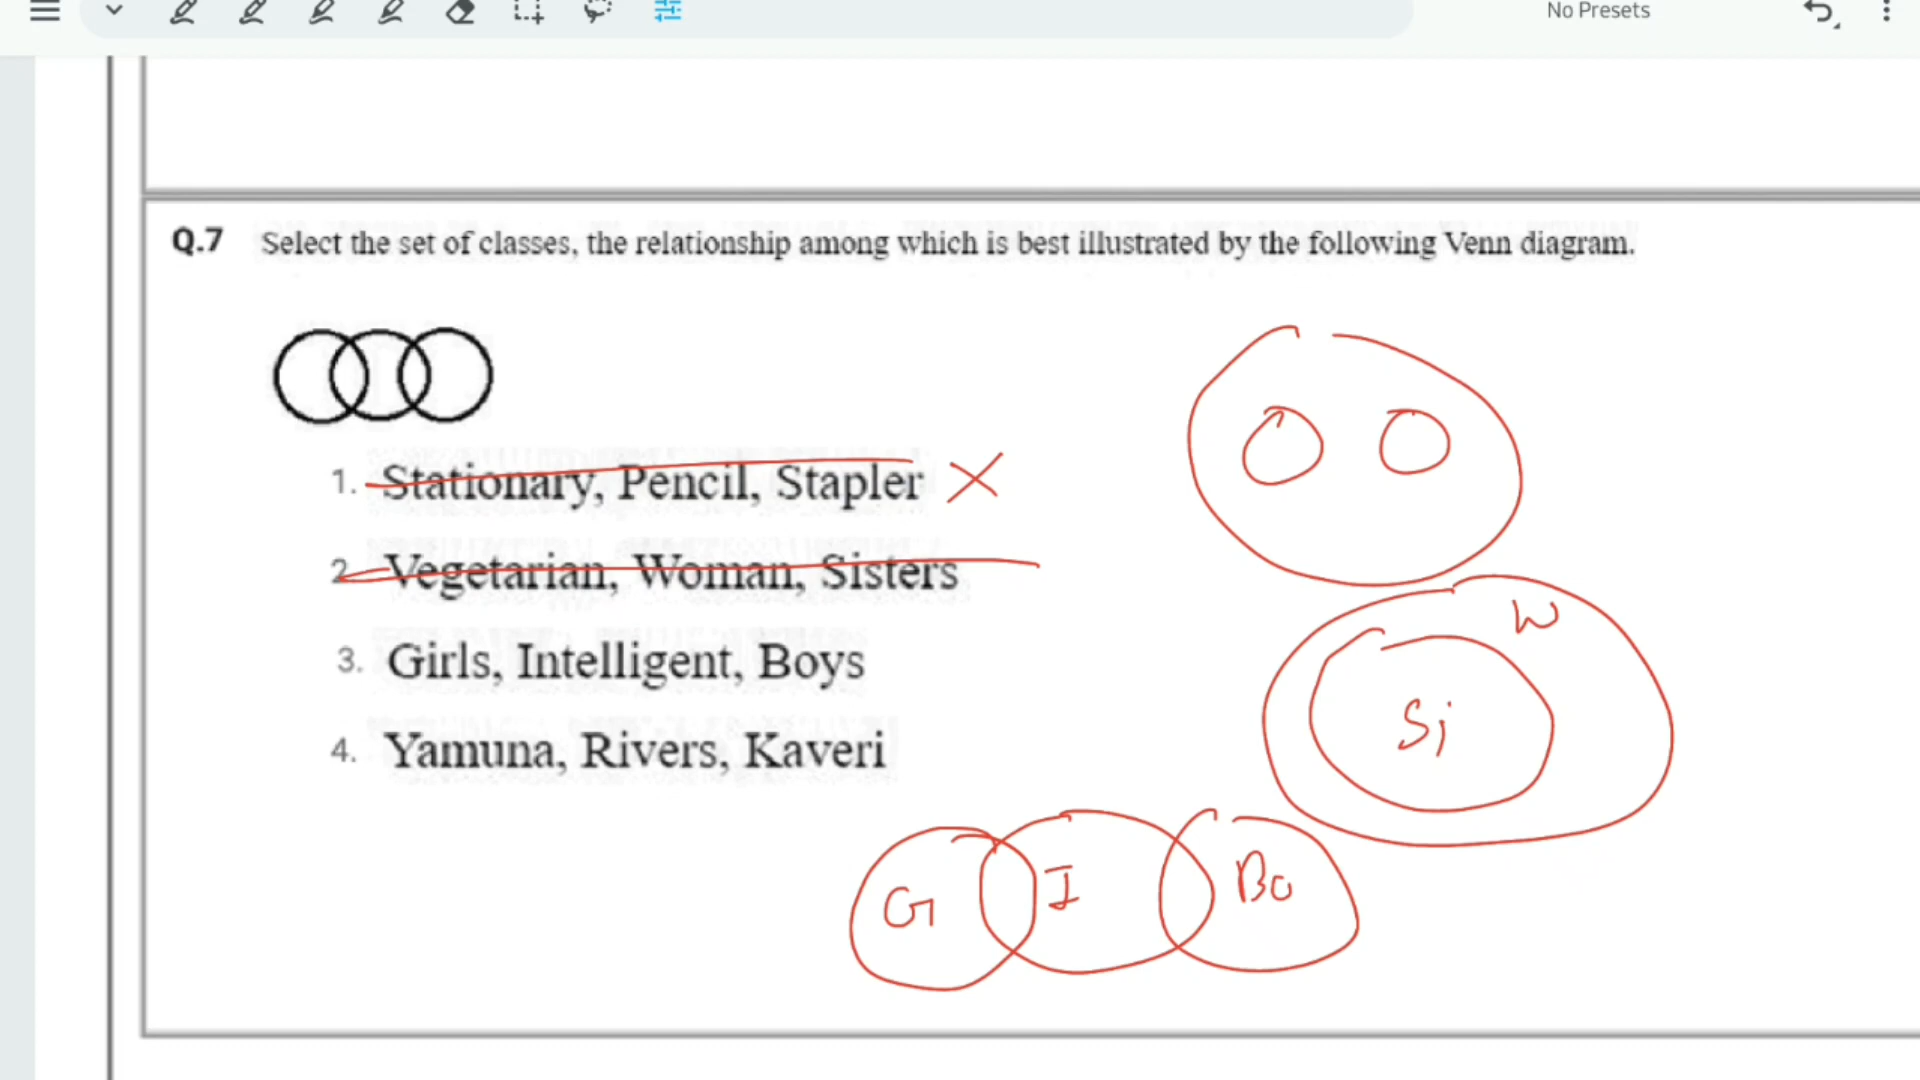 No Presets
Q.7 Select the set of classes, the relationship among which is best illustrated by the following Venn diagram.
1. Stationary, Pencil, Stapler
2. Vegetarian, Woman, Sisters
3. Girls, Intelligent, Boys
4. Yamuna, Rivers, Kaveri
W
Si
G I Bo